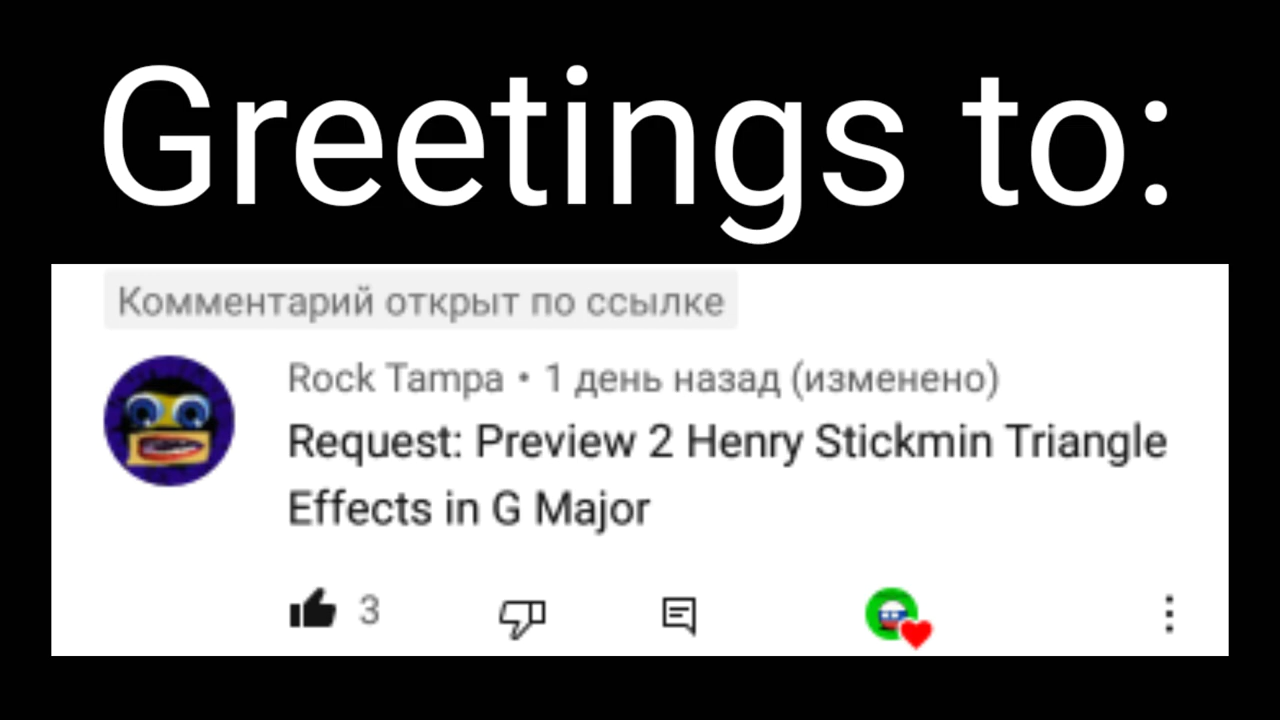 Greetings to:
Комментарий открыт по ссылке
Rock Tampa • 1 день назад (изменено)
Request: Preview 2 Henry Stickmin Triangle
Effects in G Major
3